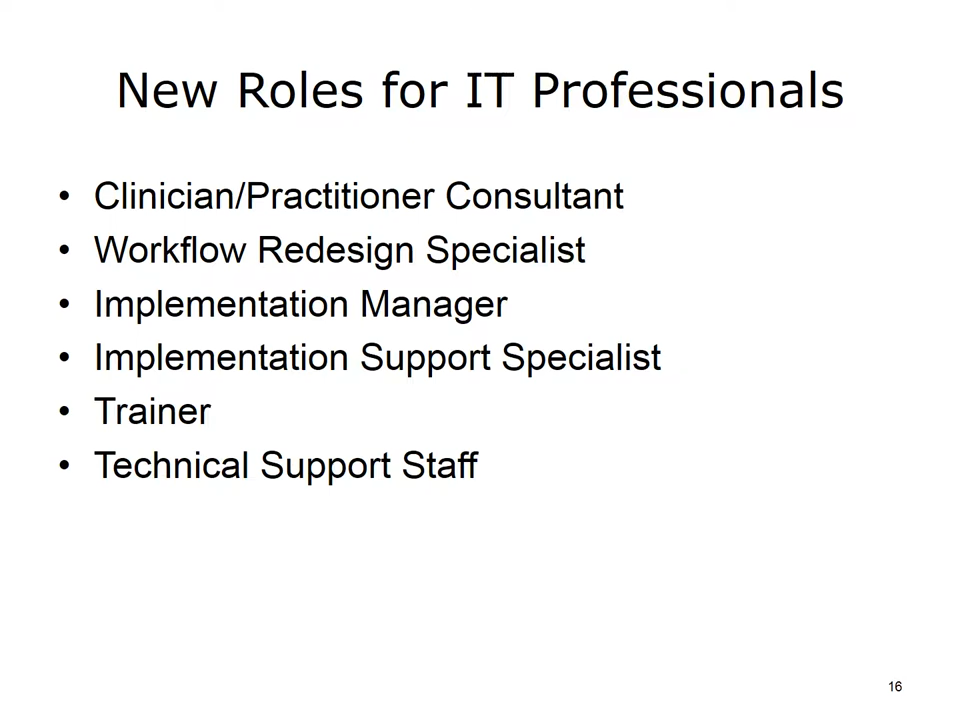 New Roles for IT Professionals
• Clinician/Practitioner Consultant
• Workflow Redesign Specialist
• Implementation Manager
• Implementation Support Specialist
• Trainer
• Technical Support Staff
16